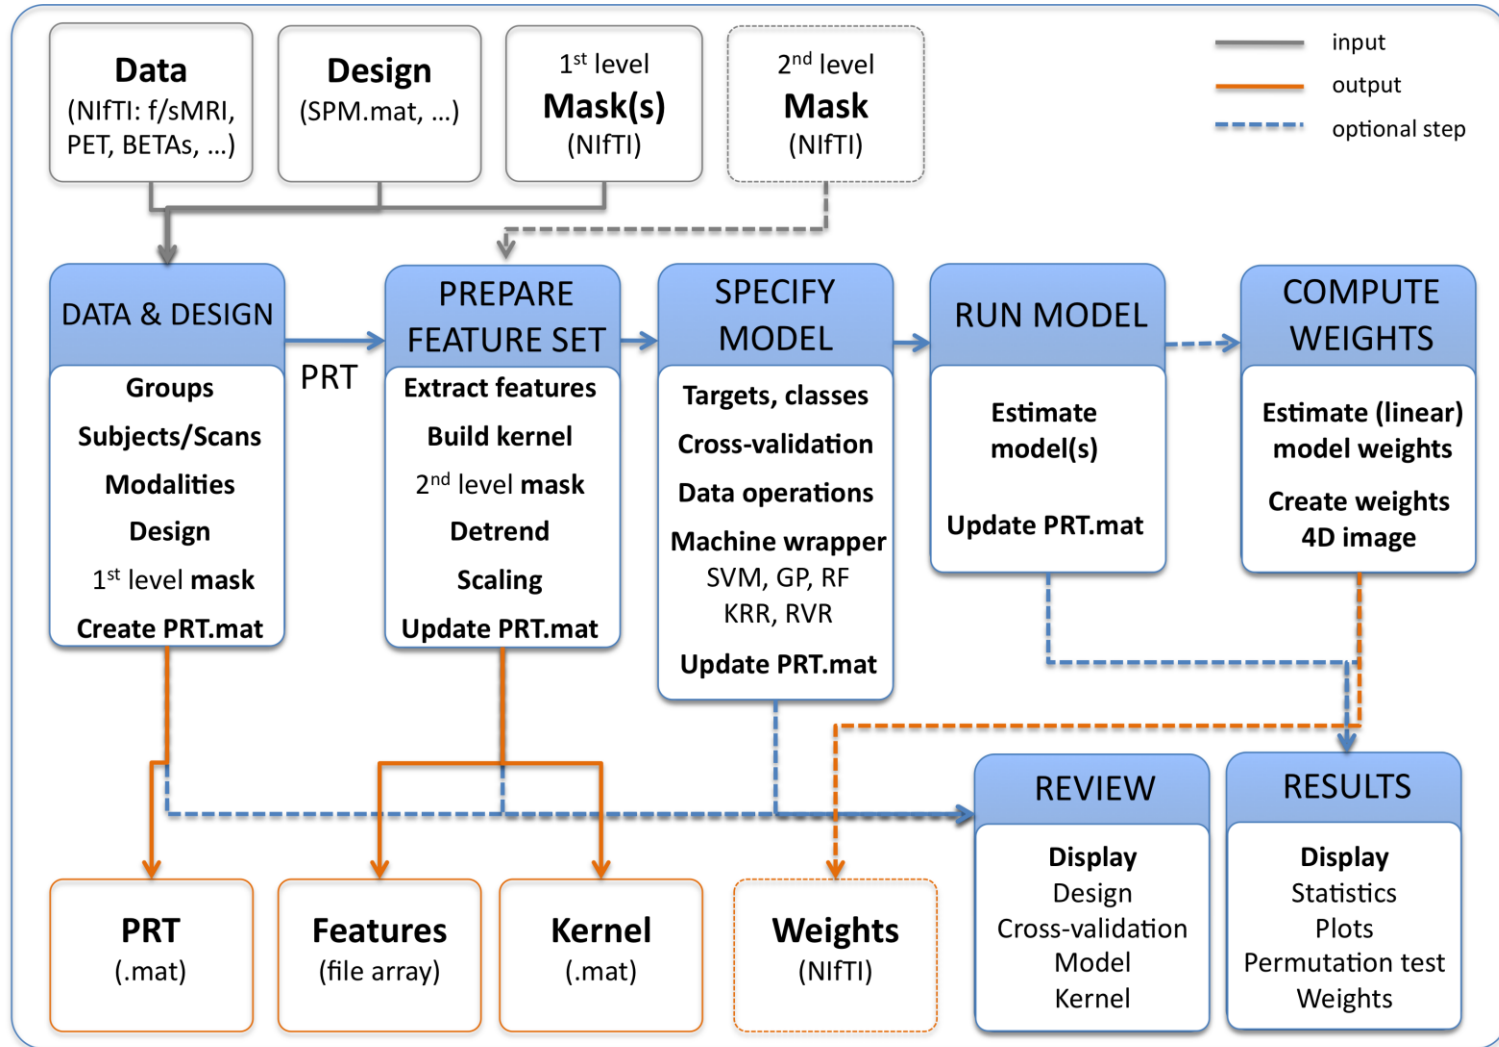 Data
(NIfTI: f/sMRI,
PET, BETAs, ...)
Design
(SPM.mat, ...)
1st level
Mask(s)
(NIfTI)
2nd level
Mask
(NIfTI)
input
output
optional step
DATA & DESIGN
Groups
Subjects/Scans
Modalities
Design
1st level mask
Create PRT.mat
PRT
PREPARE
FEATURE SET
Extract features
Build kernel
2nd level mask
Detrend
Scaling
Update PRT.mat
SPECIFY
MODEL
Targets, classes
Cross-validation
Data operations
Machine wrapper
SVM, GP, RF
KRR, RVR
Update PRT.mat
RUN MODEL
Estimate
model(s)
Update PRT.mat
COMPUTE
WEIGHTS
Estimate (linear)
model weights
Create weights
4D image
PRT
(.mat)
Features
(file array)
Kernel
(.mat)
Weights
(NIfTI)
REVIEW
Display
Design
Cross-validation
Model
Kernel
RESULTS
Display
Statistics
Plots
Permutation test
Weights